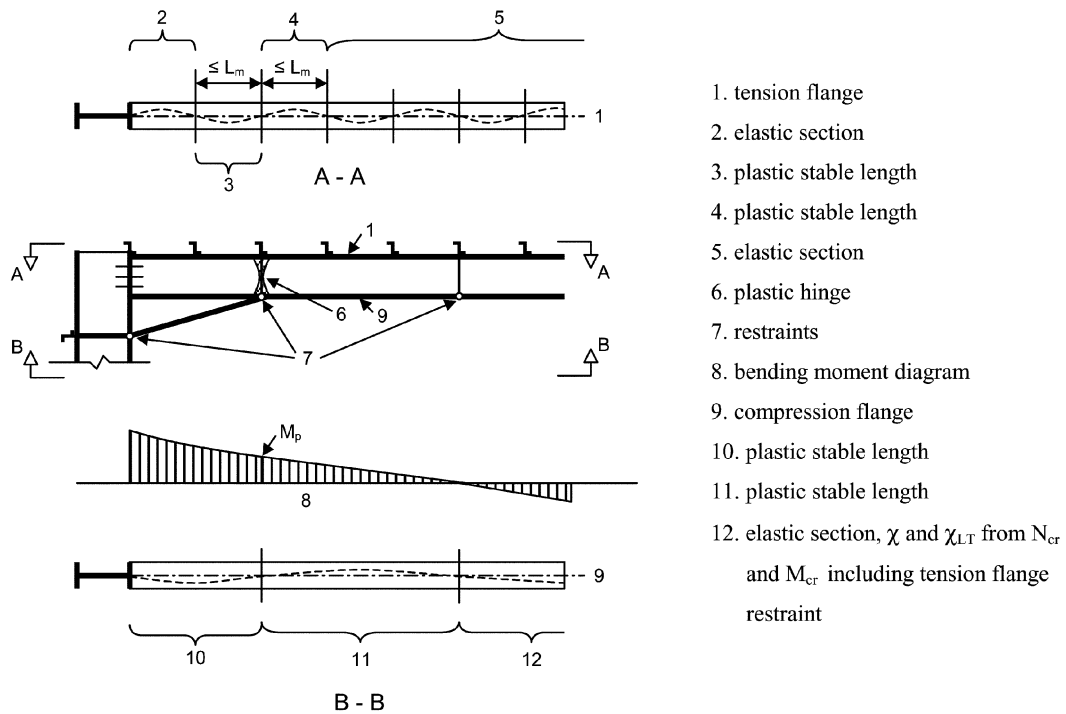 2
4
5
≤ Lm
≤ Lm
1
3
A - A
1
A
A
6
9
B
B
7
Mp
8
9
10
11
12
B - B
1. tension flange
2. elastic section
3. plastic stable length
4. plastic stable length
5. elastic section
6. plastic hinge
7. restraints
8. bending moment diagram
9. compression flange
10. plastic stable length
11. plastic stable length
12. elastic section, χ and χLT from Ncr
and Mcr including tension flange
restraint